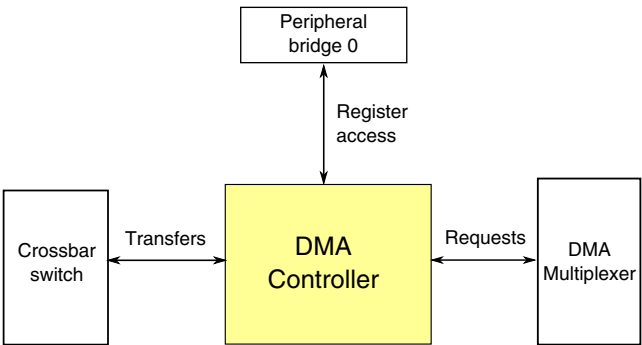 Peripheral
bridge 0
Register
access
Crossbar
switch
Transfers
DMA
Controller
Requests
DMA
Multiplexer